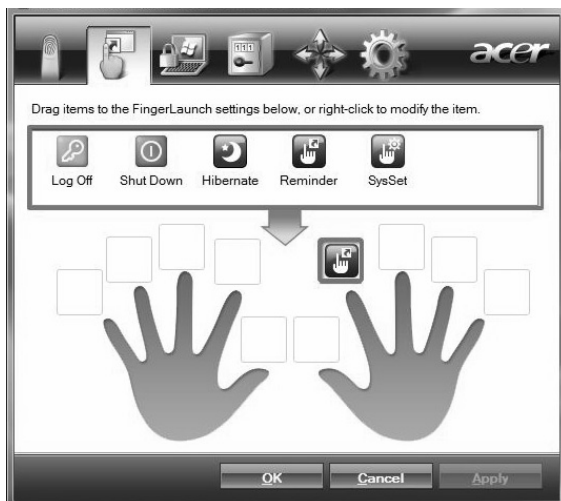 acer
Drag items to the FingerLaunch settings below, or right-click to modify the item.
Log Off Shut Down Hibernate Reminder SysSet
OK Cancel Apply